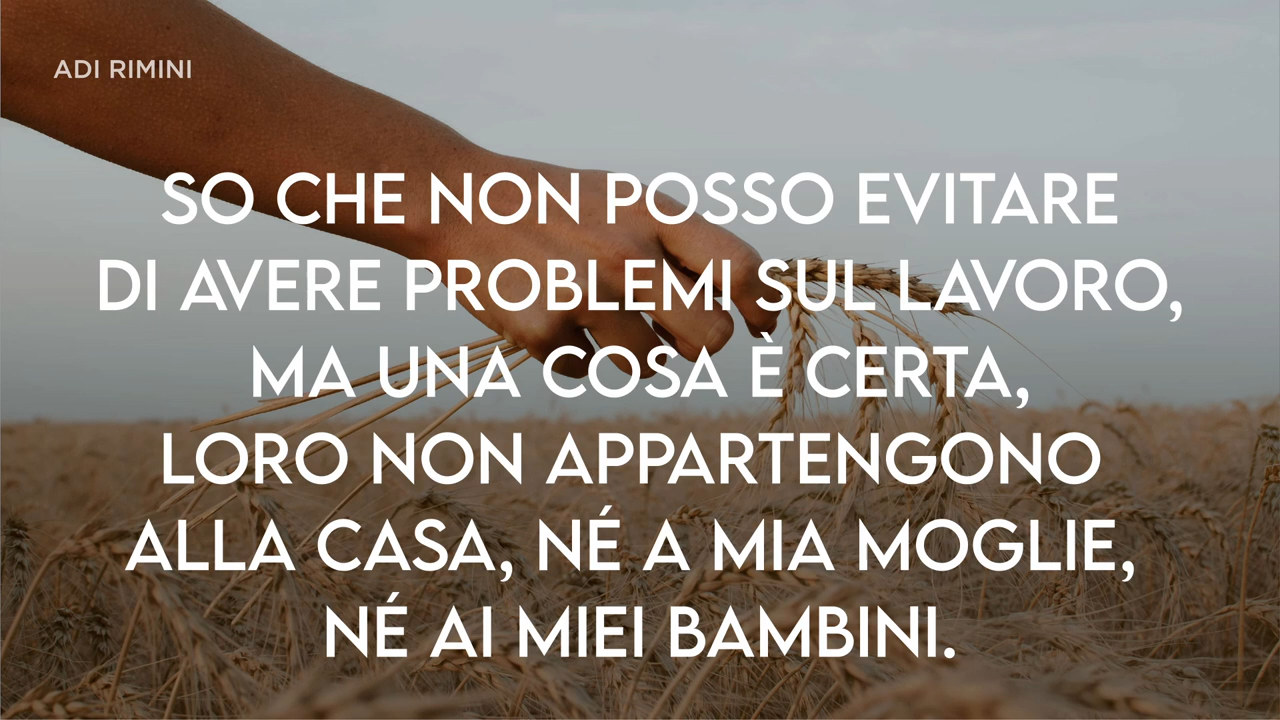 ADI RIMINI
SO CHE NON POSSO EVITARE
DI AVERE PROBLEMI SUL LAVORO,
MA UNA COSA È CERTA,
LORO NON APPARTENGONO
ALLA CASA, NÉ A MIA MOGLIE,
NÉ AI MIEI BAMBINI.